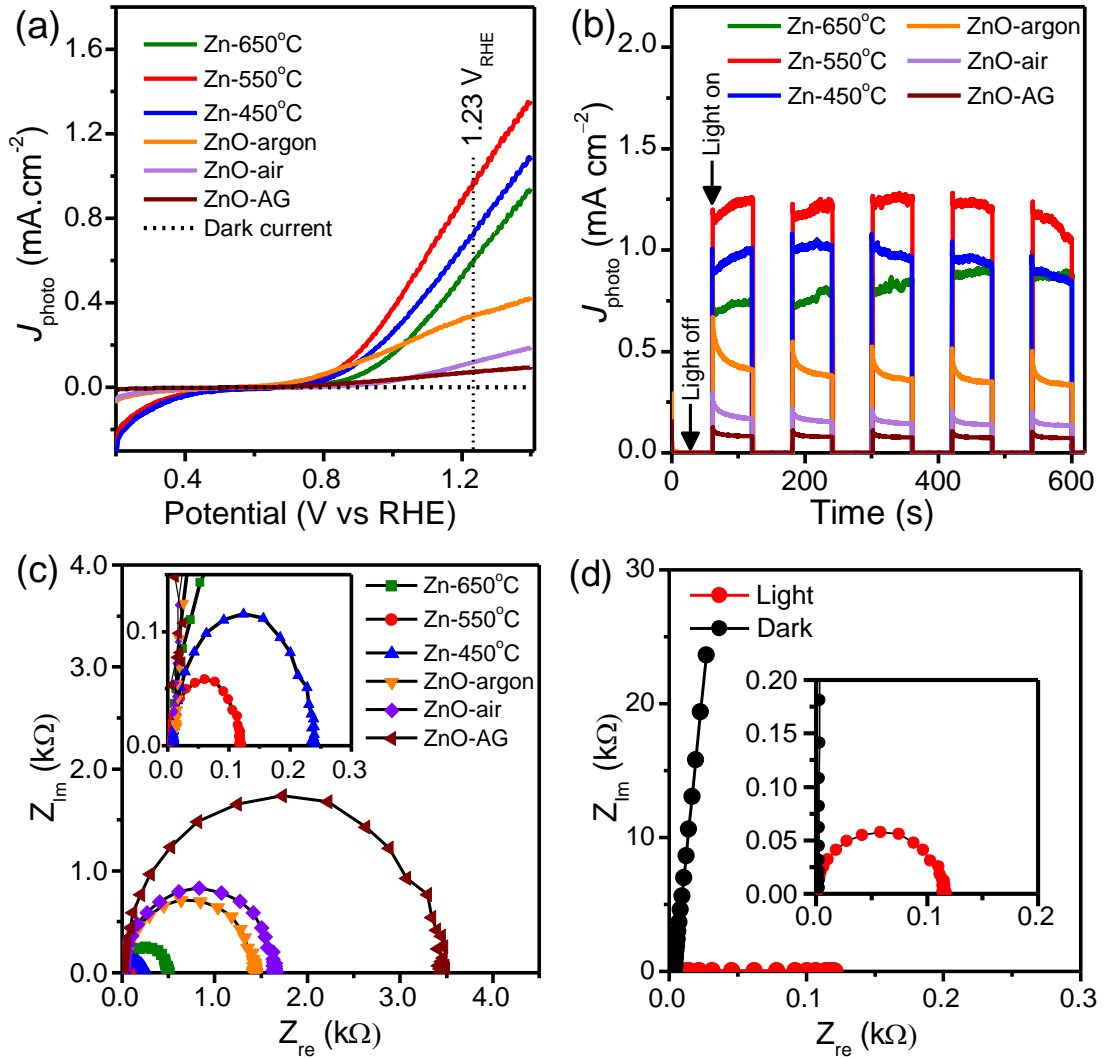 (a)
1.6
1.2
0.8
0.4
0.0
J_photo (mA.cm⁻²)
Zn-650°C
Zn-550°C
Zn-450°C
ZnO-argon
ZnO-air
ZnO-AG
Dark current
1.23 V_RHE
0.4 0.8 1.2
Potential (V vs RHE)
(b)
2.0
1.5
1.0
0.5
0.0
J_photo (mA cm⁻²)
Zn-650°C ZnO-argon
Zn-550°C ZnO-air
Zn-450°C ZnO-AG
Light on
Light off
0 200 400 600
Time (s)
(c)
4.0
3.0
2.0
1.0
0.0
Z_Im (kΩ)
0.1
0.0
0.0 0.1 0.2 0.3
Zn-650°C
Zn-550°C
Zn-450°C
ZnO-argon
ZnO-air
ZnO-AG
0.0 1.0 2.0 3.0 4.0
Z_re (kΩ)
(d)
30
20
10
0
Z_Im (kΩ)
Light
Dark
0.20
0.15
0.10
0.05
0.00
0.0 0.1 0.2
0.0 0.1 0.2 0.3
Z_re (kΩ)